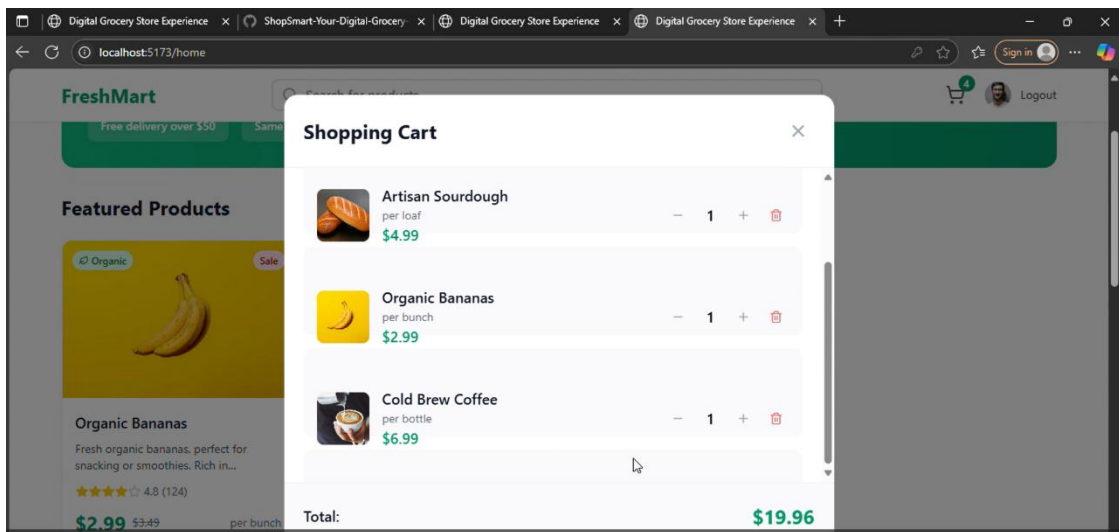 Digital Grocery Store Experience
ShopSmart-Your-Digital-Grocery-
Digital Grocery Store Experience
Digital Grocery Store Experience
localhost:5173/home
Sign in
FreshMart
Search for products
4
Logout
Free delivery over $50
Same
Shopping Cart
Featured Products
Organic
Sale
Organic Bananas
Fresh organic bananas, perfect for
snacking or smoothies. Rich in...
4.8 (124)
$2.99 $3.49 per bunch
Artisan Sourdough
per loaf
$4.99
1
Organic Bananas
per bunch
$2.99
1
Cold Brew Coffee
per bottle
$6.99
1
Total: $19.96